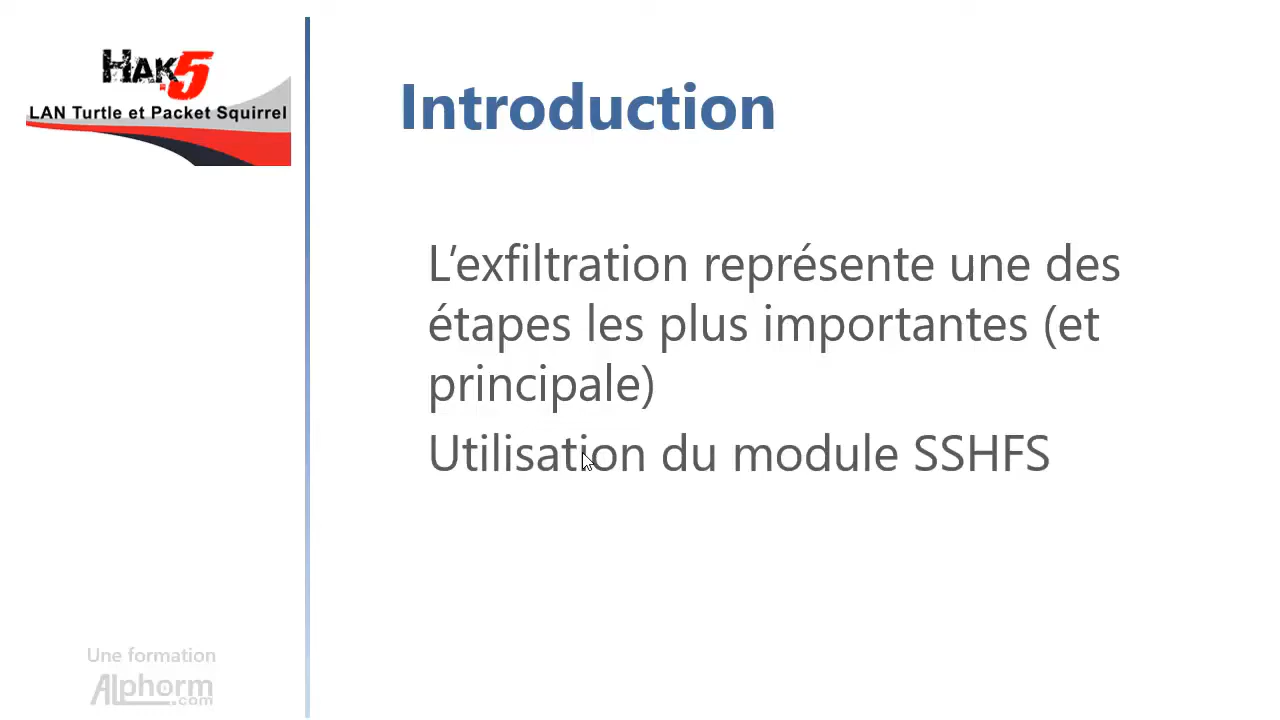 HAK5
LAN Turtle et Packet Squirrel
Introduction
L'exfiltration représente une des
étapes les plus importantes (et
principale)
Utilisation du module SSHFS
Une formation
Alphorm
.com